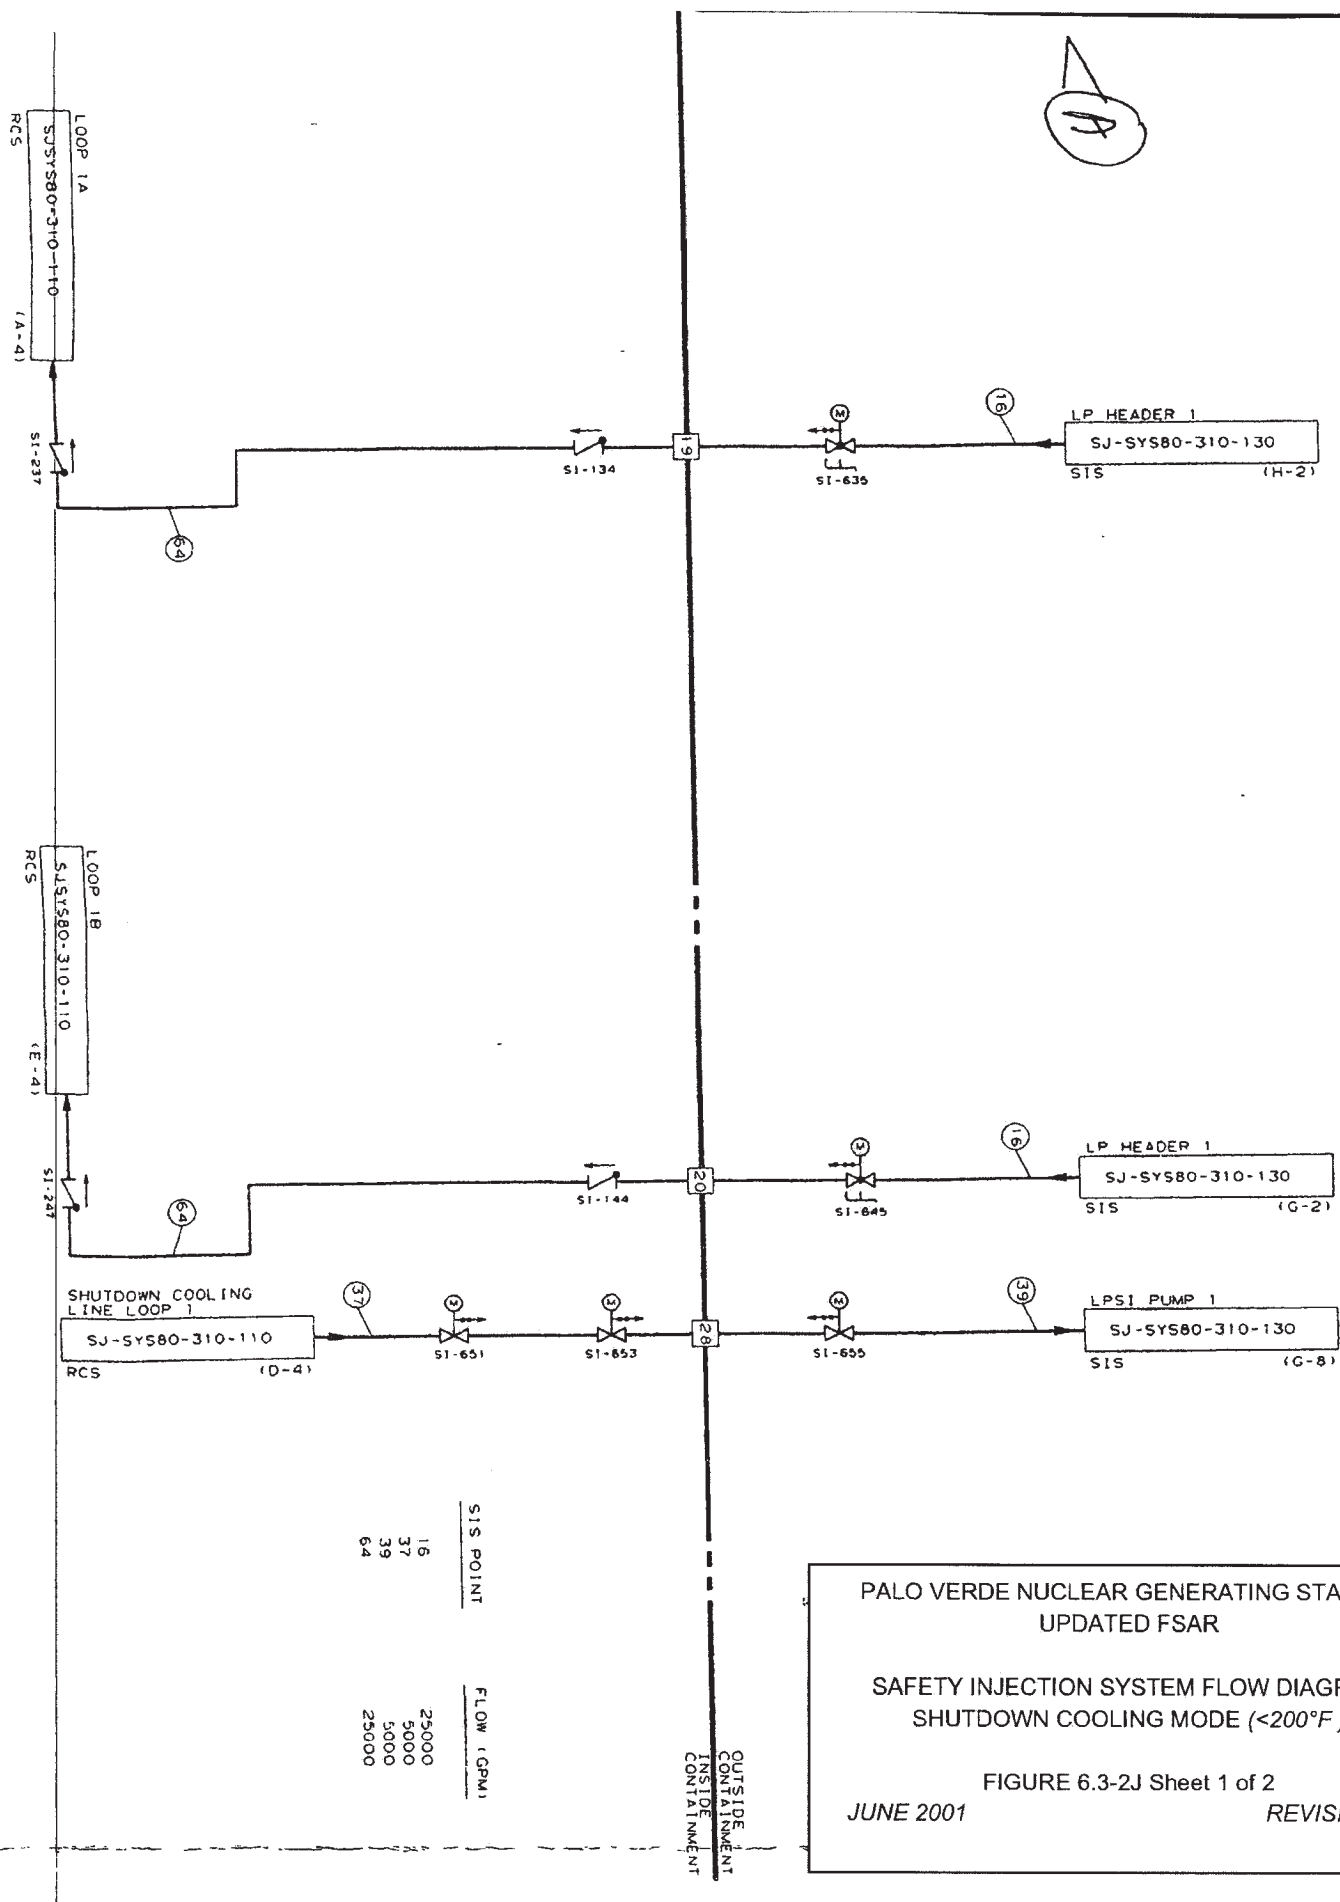 LOOP 1A
SJSYS80-310-110
RCS
(A-4)
SI-237
64
SI-134
19
M
SI-635
16
LP HEADER 1
SJ-SYS80-310-130
SIS
(H-2)
LOOP 1B
SJSYS80-310-110
RCS
(E-4)
SI-247
64
SI-144
20
M
SI-645
16
LP HEADER 1
SJ-SYS80-310-130
SIS
(G-2)
SHUTDOWN COOLING
LINE LOOP 1
SJ-SYS80-310-110
RCS
(D-4)
37
M
SI-651
M
SI-653
28
M
SI-655
39
LPSI PUMP 1
SJ-SYS80-310-130
SIS
(G-8)
SIS POINT FLOW (GPM)
16 25000
37 5000
39 5000
64 25000
OUTSIDE
CONTAINMENT
INSIDE
CONTAINMENT
PALO VERDE NUCLEAR GENERATING STA
UPDATED FSAR
SAFETY INJECTION SYSTEM FLOW DIAGR
SHUTDOWN COOLING MODE (<200°F)
FIGURE 6.3-2J Sheet 1 of 2
JUNE 2001 REVISI